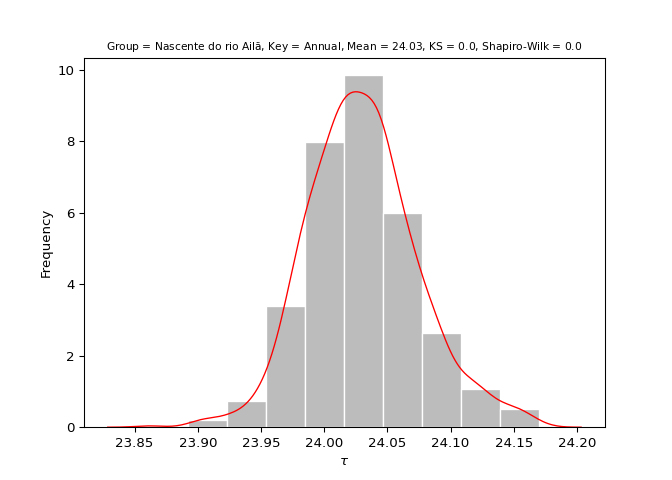 Group = Nascente do rio Ailã, Key = Annual, Mean = 24.03, KS = 0.0, Shapiro-Wilk = 0.0
10
8
6
4
2
0
Frequency
23.85 23.90 23.95 24.00 24.05 24.10 24.15 24.20
τ